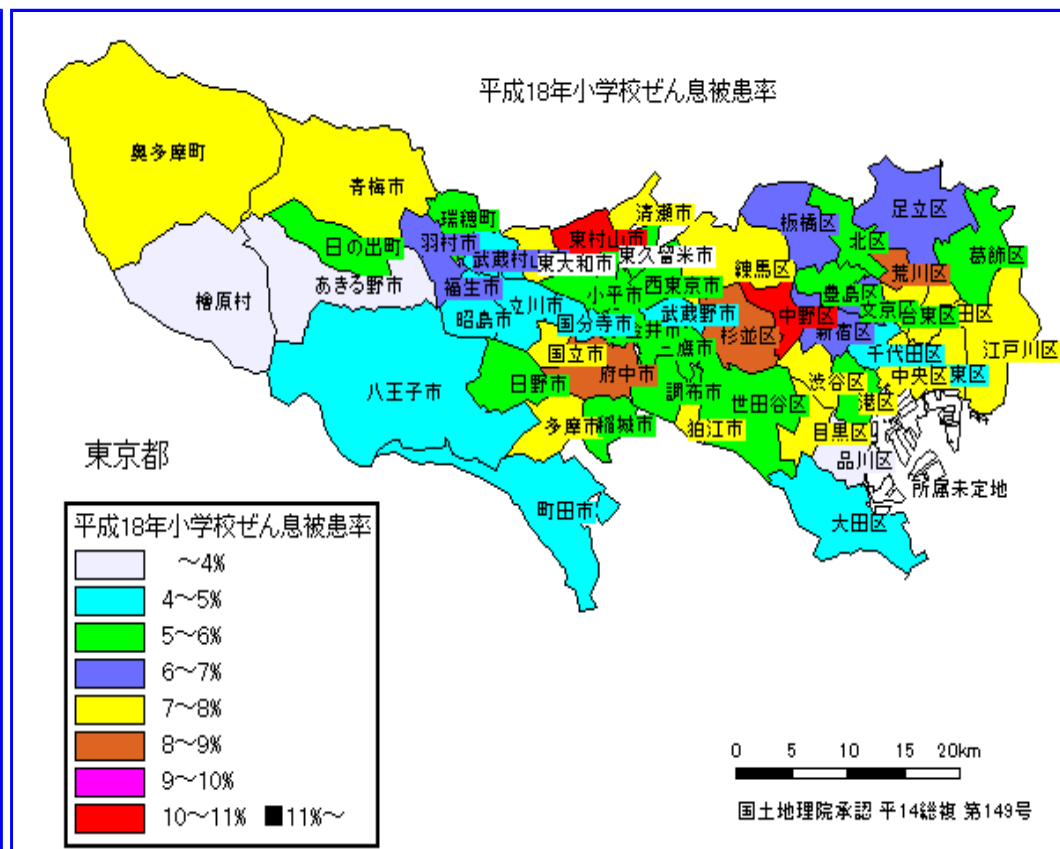 平成18年小学校ぜん息被患率
奥多摩町
青梅市
瑞穂町
清瀬市
足立区
板橋区
羽村市
東村山市
北区
日の出町
武蔵村山
東大和市
東久留米市
練馬区
荒川区
葛飾区
あきる野市
福生市
小平市
西東京市
豊島区
文京区
台東区
田区
檜原村
昭島市
立川市
国分寺市
武蔵野市
中野区
新宿区
杉並区
金井市
三鷹市
千代田区
江戸川区
国立市
府中市
八王子市
日野市
調布市
世田谷区
渋谷区
港区
中央区
東区
多摩市
稲城市
狛江市
目黒区
品川区
東京都
町田市
所属未定地
大田区
平成18年小学校ぜん息被患率
～4%
4～5%
5～6%
6～7%
7～8%
8～9%
9～10%
10～11% ■11%～
0 5 10 15 20km
国土地理院承認 平14総複 第149号